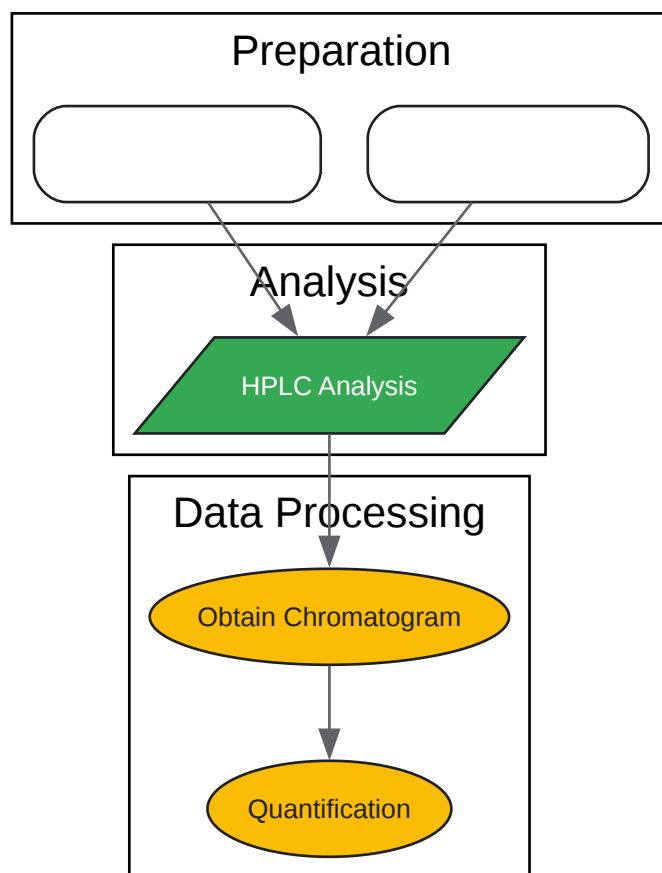 Preparation
Analysis
HPLC Analysis
Data Processing
Obtain Chromatogram
Quantification